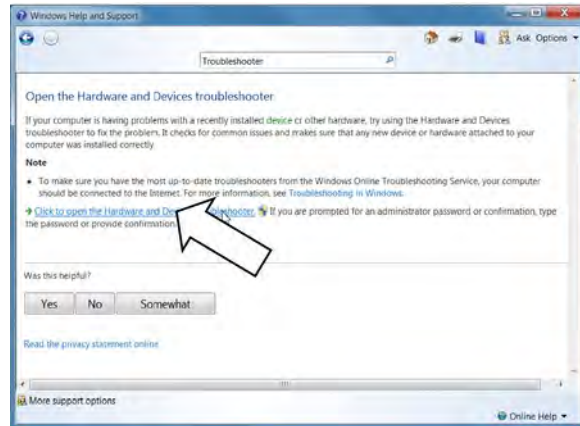 Windows Help and Support
Ask Options
Troubleshooter
Open the Hardware and Devices troubleshooter
If your computer is having problems with a recently installed device or other hardware, try using the Hardware and Devices
troubleshooter to fix the problem. It checks for common issues and makes sure that any new device or hardware attached to your
computer was installed correctly.
Note
• To make sure you have the most up-to-date troubleshooters from the Windows Online Troubleshooting Service, your computer
should be connected to the Internet. For more information, see Troubleshooting in Windows.
Click to open the Hardware and troubleshooter. If you are prompted for an administrator password or confirmation, type
the password or provide confirmation.
Was this helpful?
Yes No Somewhat
Read the privacy statement online
More support options
Online Help